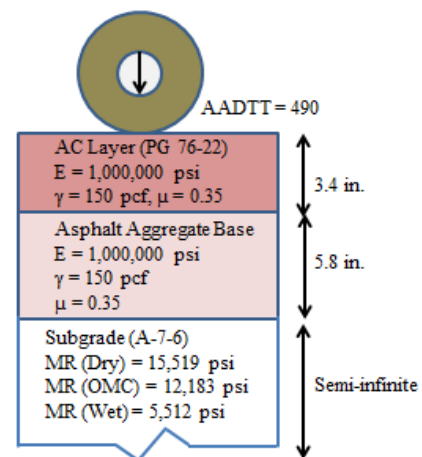 AADTT = 490
AC Layer (PG 76-22)
E = 1,000,000 psi
γ = 150 pcf, μ = 0.35
3.4 in.
Asphalt Aggregate Base
E = 1,000,000 psi
γ = 150 pcf
μ = 0.35
5.8 in.
Subgrade (A-7-6)
MR (Dry) = 15,519 psi
MR (OMC) = 12,183 psi
MR (Wet) = 5,512 psi
Semi-infinite